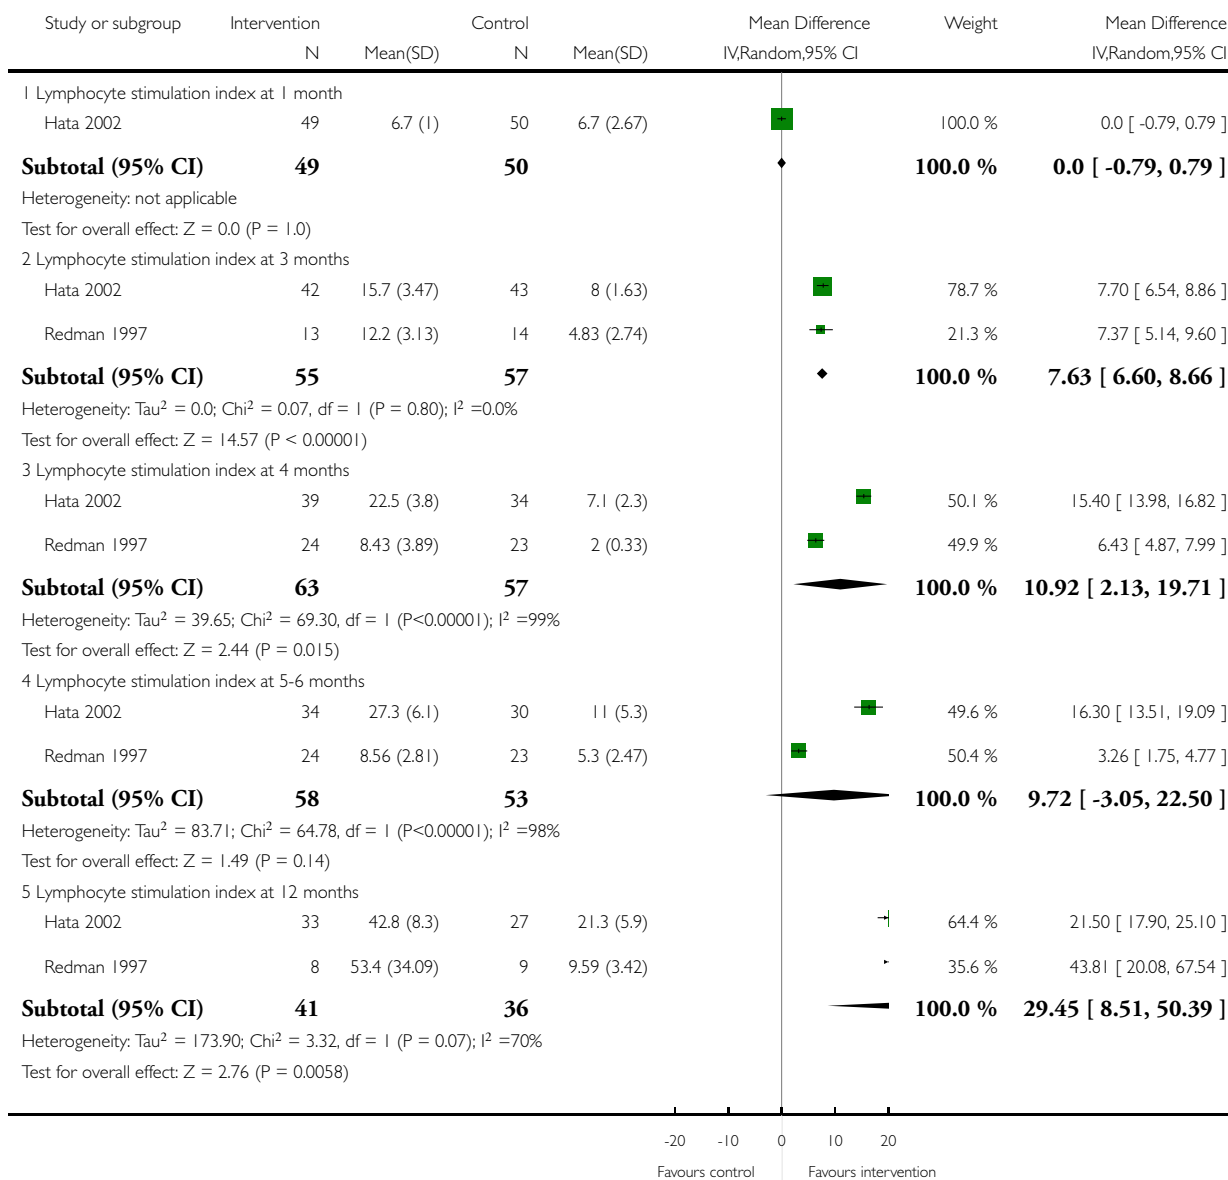 Study or subgroup Intervention Control Mean Difference Weight Mean Difference
N Mean(SD) N Mean(SD) IV,Random,95% CI IV,Random,95% CI
1 Lymphocyte stimulation index at 1 month
Hata 2002 49 6.7 (1) 50 6.7 (2.67) 100.0 % 0.0 [ -0.79, 0.79 ]
Subtotal (95% CI) 49 50 100.0 % 0.0 [ -0.79, 0.79 ]
Heterogeneity: not applicable
Test for overall effect: Z = 0.0 (P = 1.0)
2 Lymphocyte stimulation index at 3 months
Hata 2002 42 15.7 (3.47) 43 8 (1.63) 78.7 % 7.70 [ 6.54, 8.86 ]
Redman 1997 13 12.2 (3.13) 14 4.83 (2.74) 21.3 % 7.37 [ 5.14, 9.60 ]
Subtotal (95% CI) 55 57 100.0 % 7.63 [ 6.60, 8.66 ]
Heterogeneity: Tau² = 0.0; Chi² = 0.07, df = 1 (P = 0.80); I² =0.0%
Test for overall effect: Z = 14.57 (P < 0.00001)
3 Lymphocyte stimulation index at 4 months
Hata 2002 39 22.5 (3.8) 34 7.1 (2.3) 50.1 % 15.40 [ 13.98, 16.82 ]
Redman 1997 24 8.43 (3.89) 23 2 (0.33) 49.9 % 6.43 [ 4.87, 7.99 ]
Subtotal (95% CI) 63 57 100.0 % 10.92 [ 2.13, 19.71 ]
Heterogeneity: Tau² = 39.65; Chi² = 69.30, df = 1 (P<0.00001); I² =99%
Test for overall effect: Z = 2.44 (P = 0.015)
4 Lymphocyte stimulation index at 5-6 months
Hata 2002 34 27.3 (6.1) 30 11 (5.3) 49.6 % 16.30 [ 13.51, 19.09 ]
Redman 1997 24 8.56 (2.81) 23 5.3 (2.47) 50.4 % 3.26 [ 1.75, 4.77 ]
Subtotal (95% CI) 58 53 100.0 % 9.72 [ -3.05, 22.50 ]
Heterogeneity: Tau² = 83.71; Chi² = 64.78, df = 1 (P<0.00001); I² =98%
Test for overall effect: Z = 1.49 (P = 0.14)
5 Lymphocyte stimulation index at 12 months
Hata 2002 33 42.8 (8.3) 27 21.3 (5.9) 64.4 % 21.50 [ 17.90, 25.10 ]
Redman 1997 8 53.4 (34.09) 9 9.59 (3.42) 35.6 % 43.81 [ 20.08, 67.54 ]
Subtotal (95% CI) 41 36 100.0 % 29.45 [ 8.51, 50.39 ]
Heterogeneity: Tau² = 173.90; Chi² = 3.32, df = 1 (P = 0.07); I² =70%
Test for overall effect: Z = 2.76 (P = 0.0058)
-20 -10 0 10 20
Favours control Favours intervention